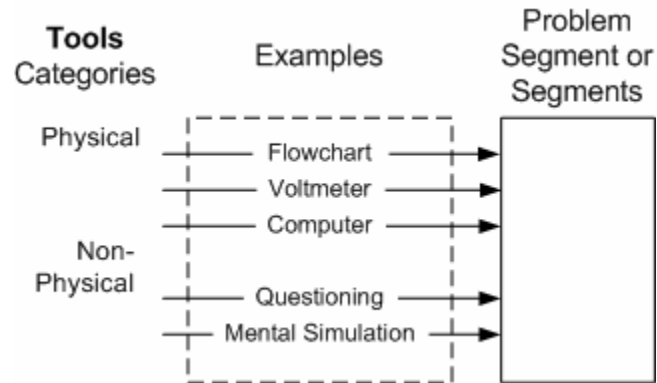 Tools
Categories
Examples
Problem
Segment or
Segments
Physical
Flowchart
Voltmeter
Computer
Non-
Physical
Questioning
Mental Simulation